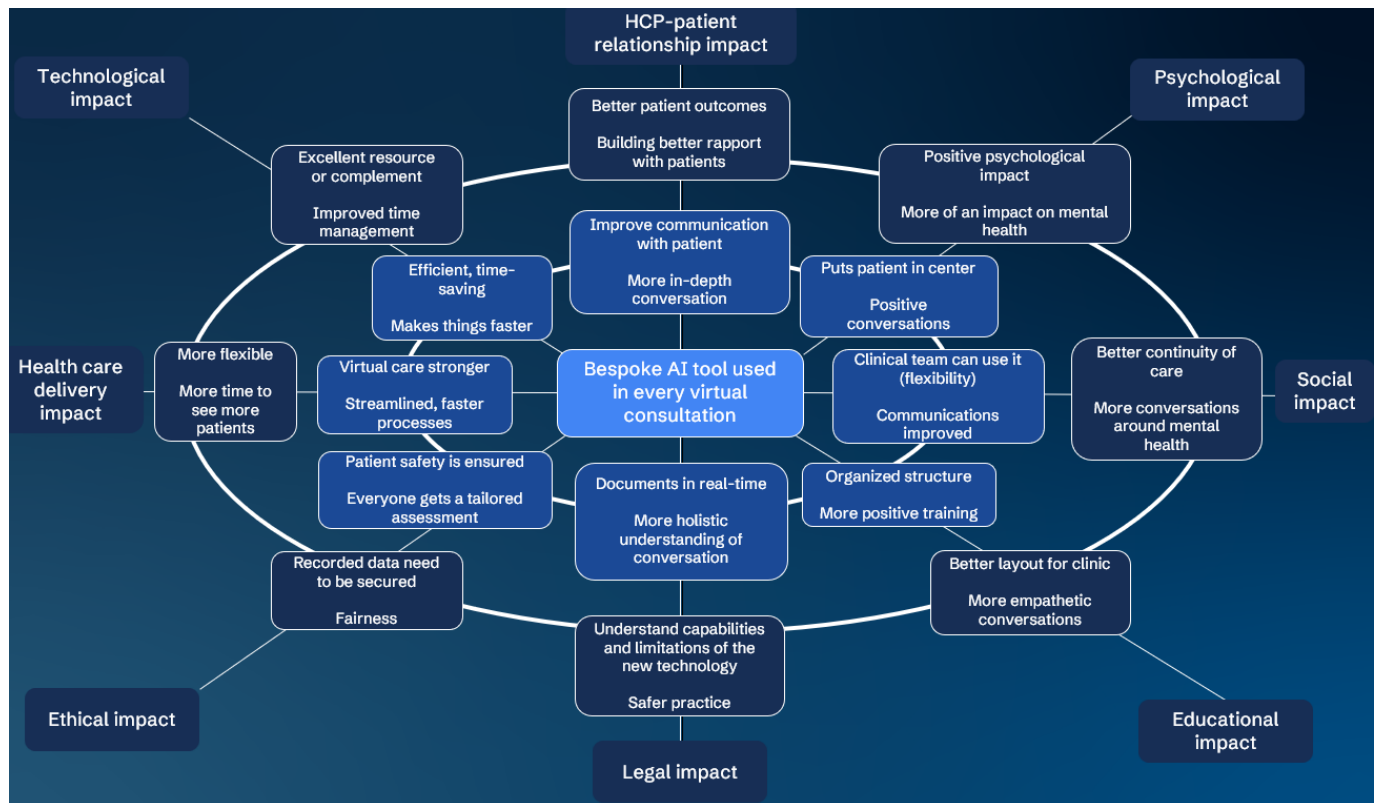 HCP-patient
relationship impact
Technological
impact
Psychological
impact
Better patient outcomes
Building better rapport
with patients
Excellent resource
or complement
Improved time
management
Positive psychological
impact
More of an impact on mental
health
Improve communication
with patient
More in-depth
conversation
Efficient, time-
saving
Makes things faster
Puts patient in center
Positive
conversations
Health care
delivery
impact
More flexible
More time to
see more
patients
Virtual care stronger
Streamlined, faster
processes
Bespoke AI tool used
in every virtual
consultation
Clinical team can use it
(flexibility)
Communications
improved
Better continuity of
care
More conversations
around mental
health
Social
impact
Patient safety is ensured
Everyone gets a tailored
assessment
Documents in real-time
More holistic
understanding of
conversation
Organized structure
More positive training
Recorded data need
to be secured
Fairness
Better layout for clinic
More empathetic
conversations
Understand capabilities
and limitations of the
new technology
Safer practice
Ethical impact
Legal impact
Educational
impact